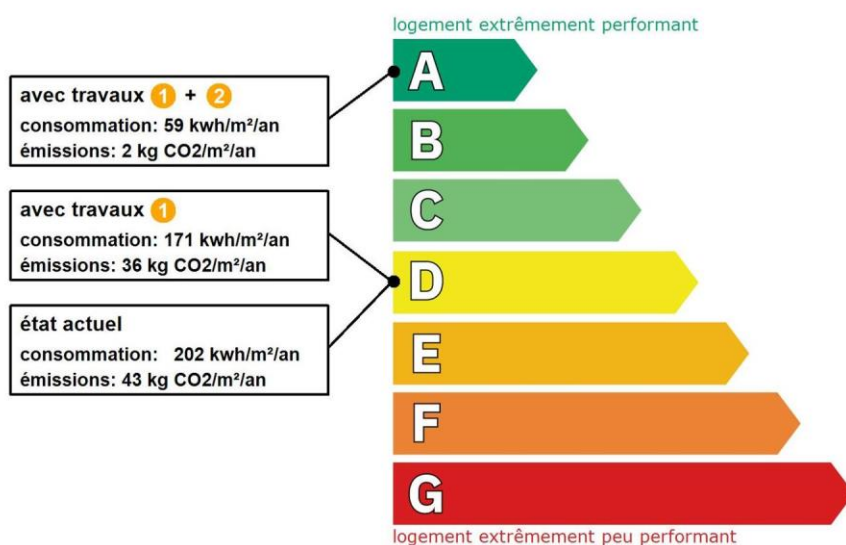 logement extrêmement performant
avec travaux 1 + 2
consommation: 59 kwh/m²/an
émissions: 2 kg CO2/m²/an
avec travaux 1
consommation: 171 kwh/m²/an
émissions: 36 kg CO2/m²/an
état actuel
consommation: 202 kwh/m²/an
émissions: 43 kg CO2/m²/an
A
B
C
D
E
F
G
logement extrêmement peu performant